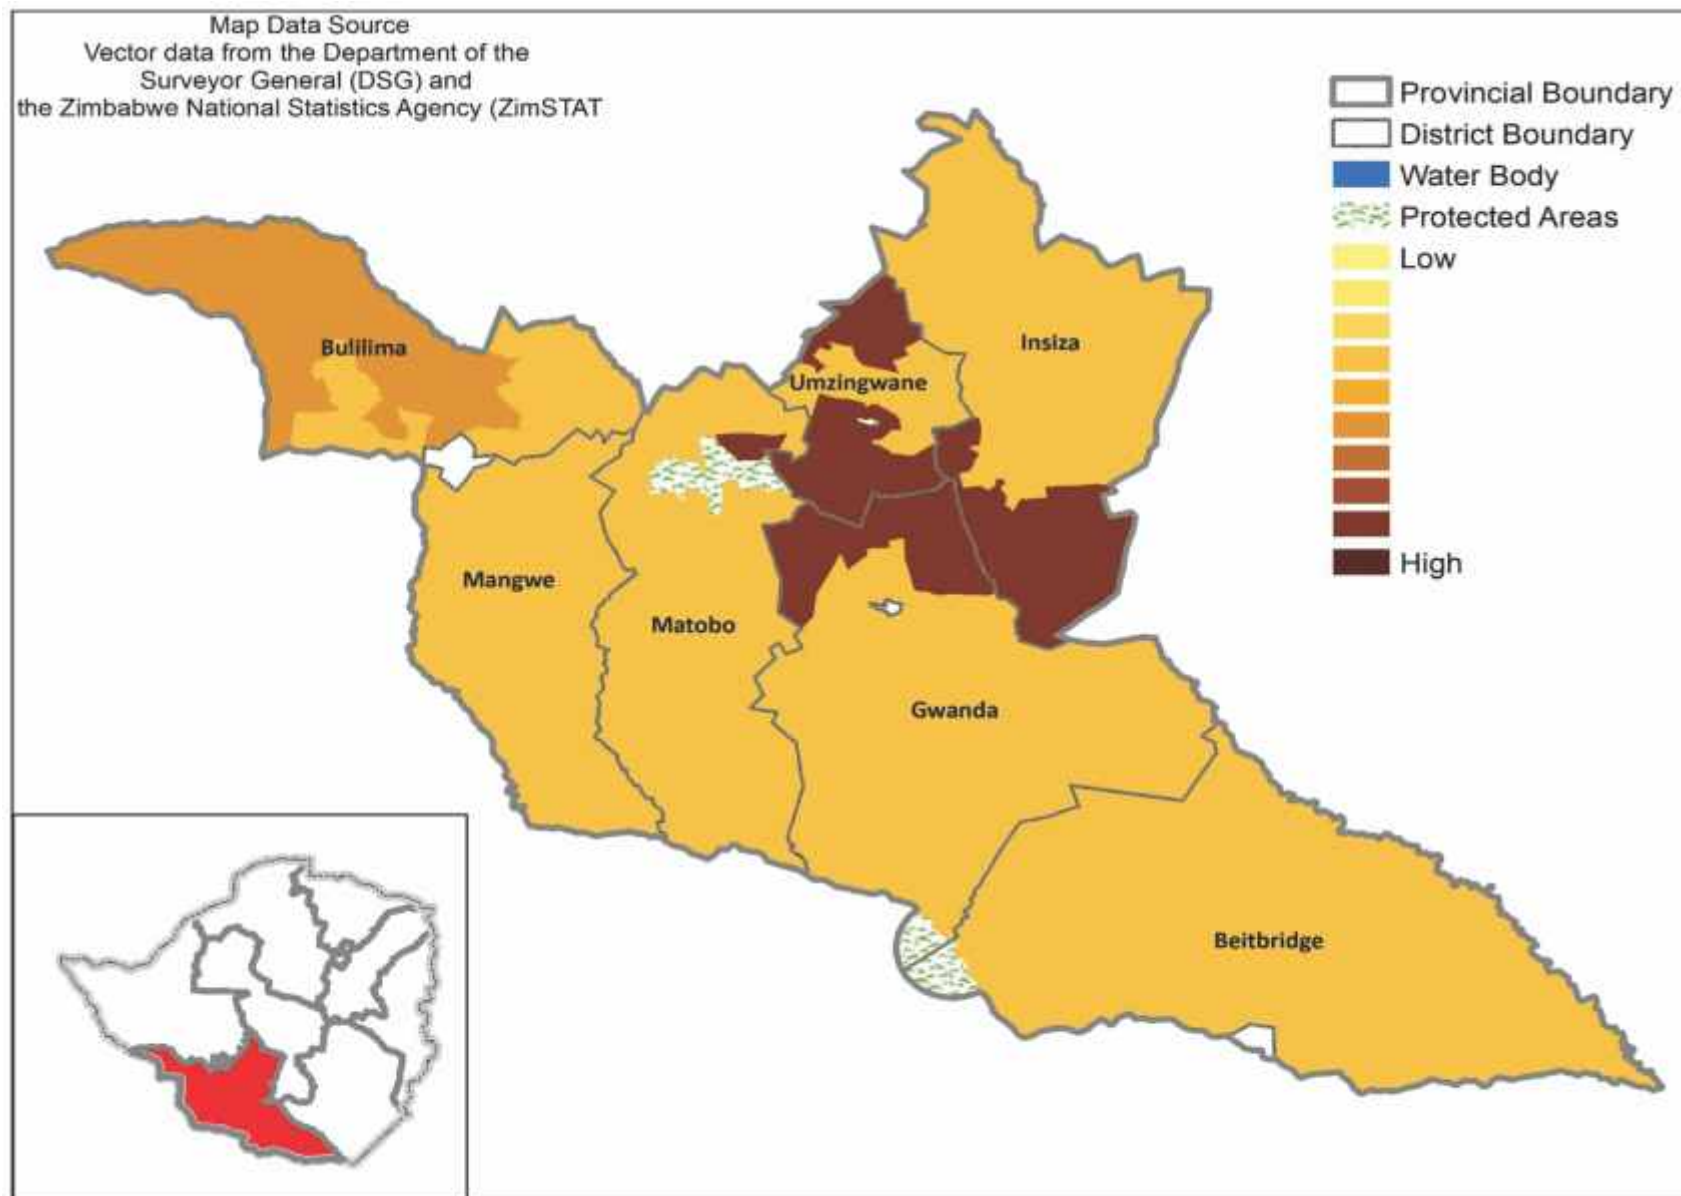 Map Data Source
Vector data from the Department of the
Surveyor General (DSG) and
the Zimbabwe National Statistics Agency (ZimSTAT
Provincial Boundary
District Boundary
Water Body
Protected Areas
Low
High
Bulilima
Insiza
Umzingwane
Mangwe
Matobo
Gwanda
Beitbridge